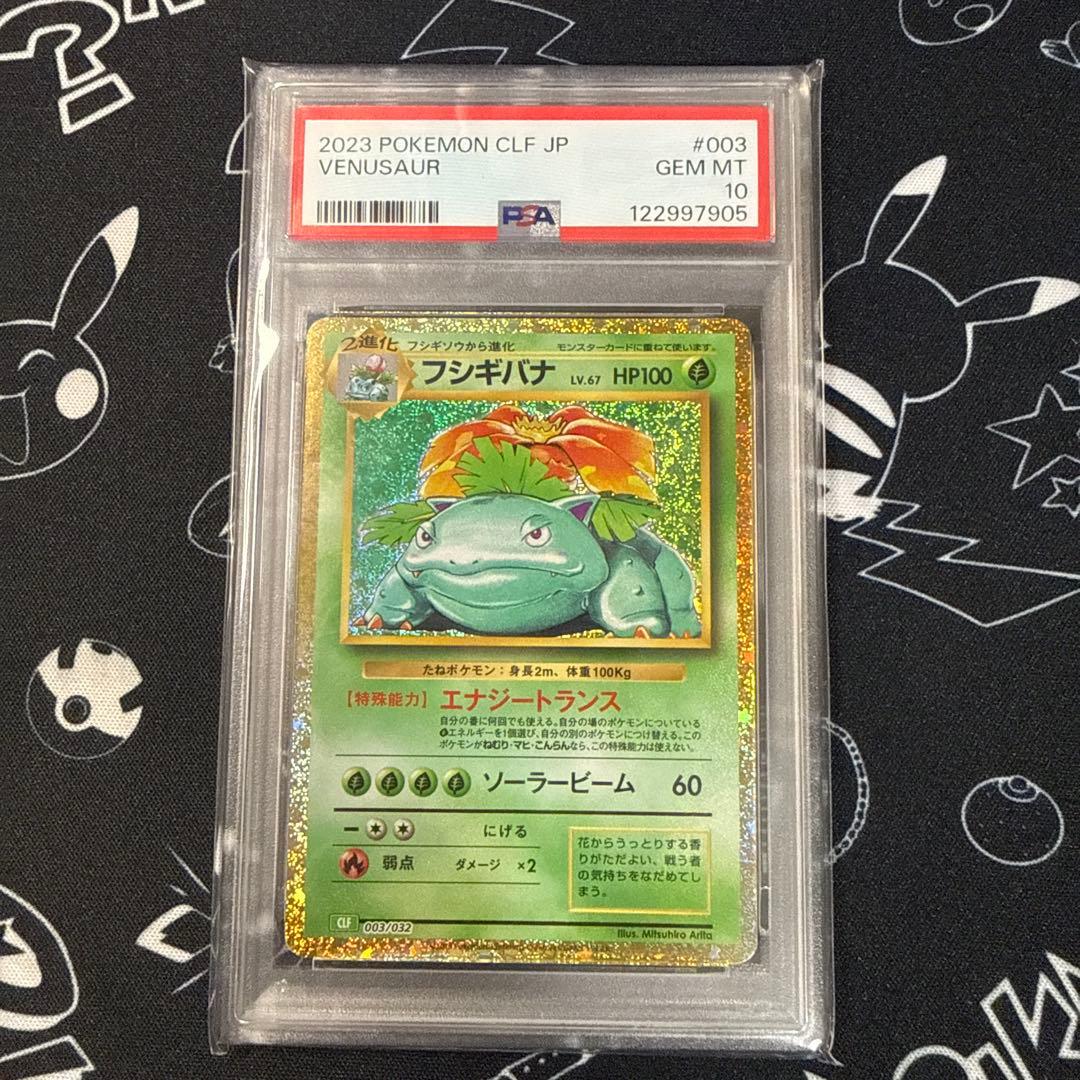 2023 POKEMON CLF JP #003
VENUSAUR GEM MT
10
PSA 122997905
2進化 フシギソウから進化 モンスターカードに重ねて使います。
フシギバナ LV.67 HP100
たねポケモン：身長2m、体重100Kg
【特殊能力】 エナジートランス
自分の番に何回でも使える。自分の場のポケモンについている
エネルギーを1個選び、自分の別のポケモンにつけ替える。この
ポケモンがねむり・マヒ・こんらんなら、この特殊能力は使えない。
ソーラービーム 60
ー にげる
弱点 ダメージ ×2
花からうっとりする香
りがただよい、戦う者
の気持ちをなだめてし
まう。
CLF 003/032
Illus. Mitsuhiro Arita